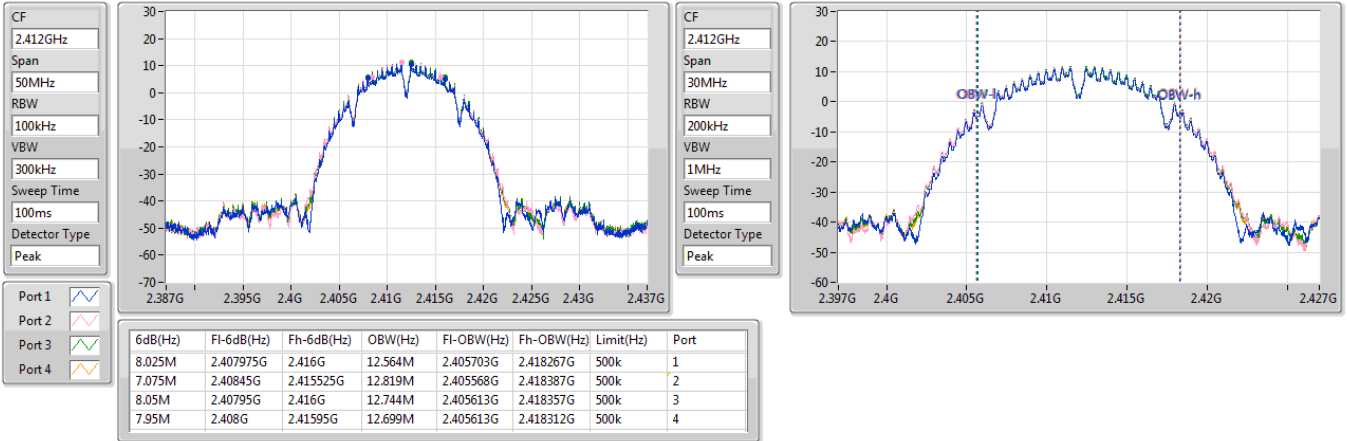 CF
2.412GHz
Span
50MHz
RBW
100kHz
VBW
300kHz
Sweep Time
100ms
Detector Type
Peak
30
20
10
0
-10
-20
-30
-40
-50
-60
-70
2.387G 2.395G 2.4G 2.405G 2.41G 2.415G 2.42G 2.425G 2.43G 2.437G
CF
2.412GHz
Span
30MHz
RBW
200kHz
VBW
1MHz
Sweep Time
100ms
Detector Type
Peak
30
20
10
0
-10
-20
-30
-40
-50
-60
OBW-l OBW-h
2.397G 2.4G 2.405G 2.41G 2.415G 2.42G 2.427G
Port 1
Port 2
Port 3
Port 4
6dB(Hz) Fl-6dB(Hz) Fh-6dB(Hz) OBW(Hz) Fl-OBW(Hz) Fh-OBW(Hz) Limit(Hz) Port
8.025M 2.407975G 2.416G 12.564M 2.405703G 2.418267G 500k 1
7.075M 2.40845G 2.415525G 12.819M 2.405568G 2.418387G 500k 2
8.05M 2.40795G 2.416G 12.744M 2.405613G 2.418357G 500k 3
7.95M 2.408G 2.41595G 12.699M 2.405613G 2.418312G 500k 4